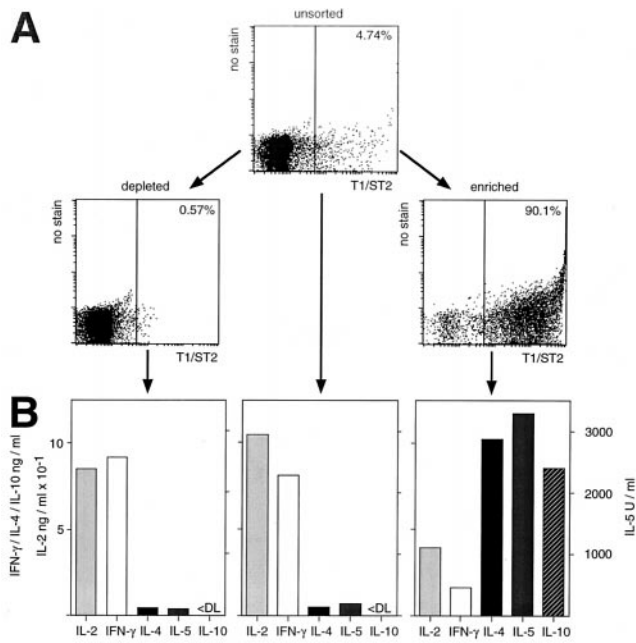 A
unsorted
4.74%
no stain
T1/ST2
depleted
0.57%
no stain
T1/ST2
enriched
90.1%
no stain
T1/ST2
B
IFN-γ / IL-4 / IL-10 ng / ml
IL-2 ng / ml x 10⁻¹
10
5
<DL
IL-2 IFN-γ IL-4 IL-5 IL-10
<DL
IL-2 IFN-γ IL-4 IL-5 IL-10
3000
2000
1000
IL-5 U / ml
IL-2 IFN-γ IL-4 IL-5 IL-10